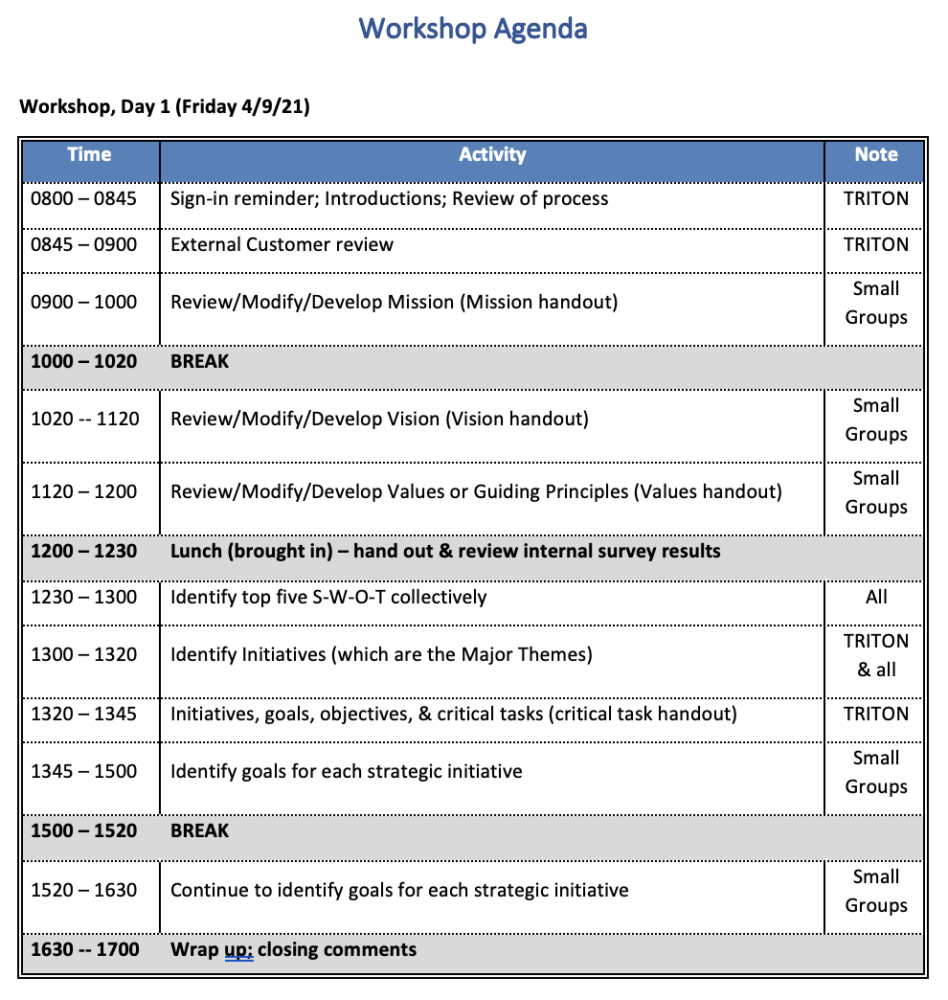 Workshop Agenda
Workshop, Day 1 (Friday 4/9/21)
Time Activity Note
0800 – 0845 Sign-in reminder; Introductions; Review of process TRITON
0845 – 0900 External Customer review TRITON
0900 – 1000 Review/Modify/Develop Mission (Mission handout) Small
Groups
1000 – 1020 BREAK
1020 -- 1120 Review/Modify/Develop Vision (Vision handout) Small
Groups
1120 – 1200 Review/Modify/Develop Values or Guiding Principles (Values handout) Small
Groups
1200 – 1230 Lunch (brought in) – hand out & review internal survey results
1230 – 1300 Identify top five S-W-O-T collectively All
1300 – 1320 Identify Initiatives (which are the Major Themes) TRITON
& all
1320 – 1345 Initiatives, goals, objectives, & critical tasks (critical task handout) TRITON
1345 – 1500 Identify goals for each strategic initiative Small
Groups
1500 – 1520 BREAK
1520 – 1630 Continue to identify goals for each strategic initiative Small
Groups
1630 -- 1700 Wrap up; closing comments